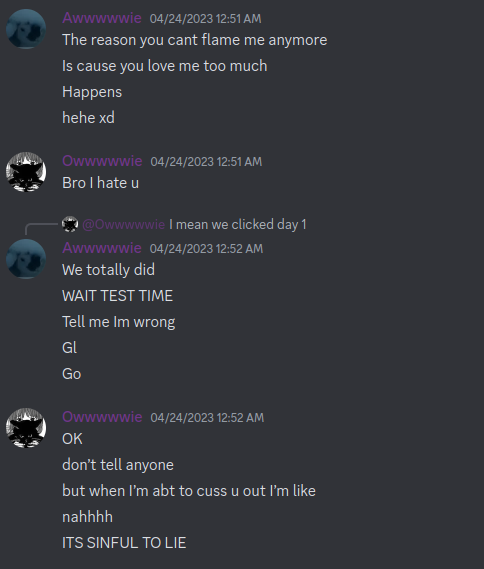 Awwwwwie 04/24/2023 12:51 AM
The reason you cant flame me anymore
Is cause you love me too much
Happens
hehe xd
Owwwwwie 04/24/2023 12:51 AM
Bro I hate u
@Owwwwwie I mean we clicked day 1
Awwwwwie 04/24/2023 12:52 AM
We totally did
WAIT TEST TIME
Tell me Im wrong
Gl
Go
Owwwwwie 04/24/2023 12:52 AM
OK
don't tell anyone
but when I'm abt to cuss u out I'm like
nahhhh
ITS SINFUL TO LIE